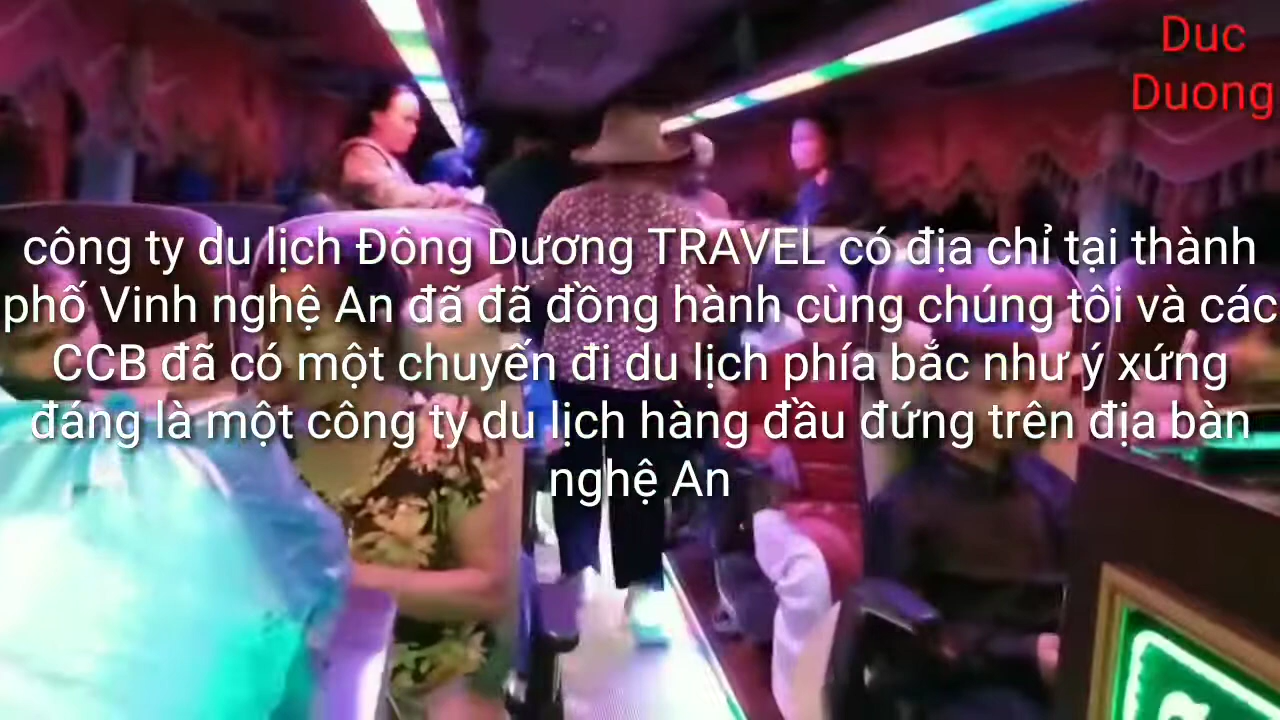 Duc
Duong
công ty du lịch Đông Dương TRAVEL có địa chỉ tại thành
phố Vinh nghệ An đã đã đồng hành cùng chúng tôi và các
CCB đã có một chuyến đi du lịch phía bắc như ý xứng
đáng là một công ty du lịch hàng đầu đứng trên địa bàn
nghệ An